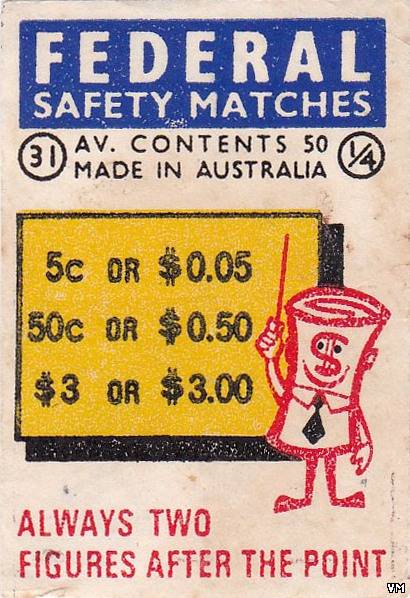 FEDERAL
SAFETY MATCHES
31 AV. CONTENTS 50 1/4
MADE IN AUSTRALIA
5c OR $0.05
50c OR $0.50
$3 OR $3.00
$
ALWAYS TWO
FIGURES AFTER THE POINT
VM